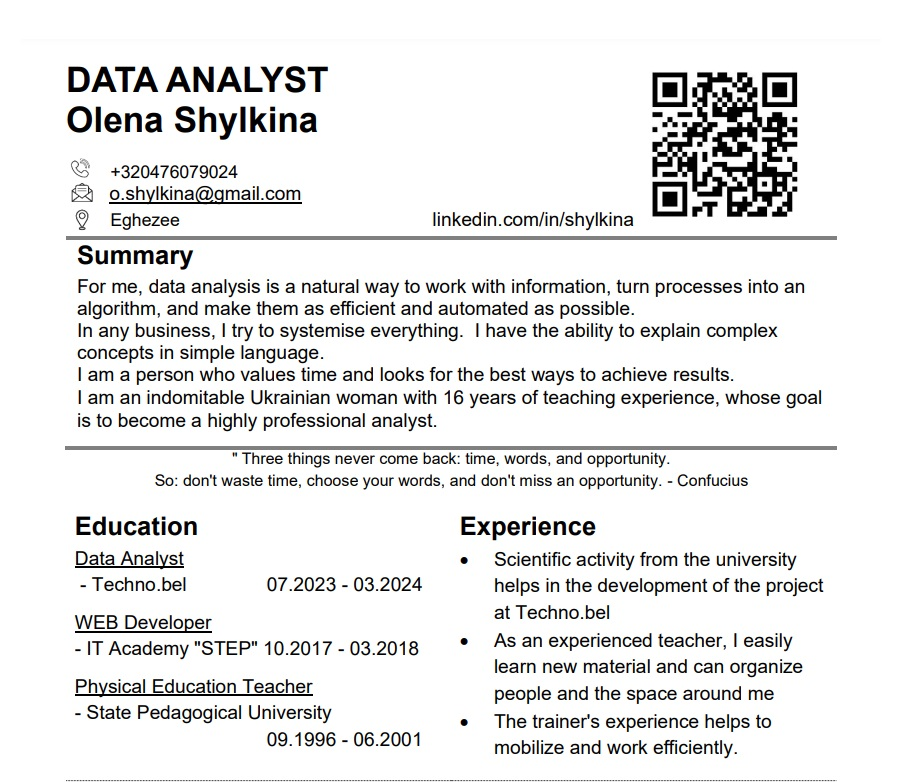 DATA ANALYST
Olena Shylkina
+320476079024
o.shylkina@gmail.com
Eghezee
linkedin.com/in/shylkina
Summary
For me, data analysis is a natural way to work with information, turn processes into an
algorithm, and make them as efficient and automated as possible.
In any business, I try to systemise everything.  I have the ability to explain complex
concepts in simple language.
I am a person who values time and looks for the best ways to achieve results.
I am an indomitable Ukrainian woman with 16 years of teaching experience, whose goal
is to become a highly professional analyst.
" Three things never come back: time, words, and opportunity.
So: don't waste time, choose your words, and don't miss an opportunity. - Confucius
Education
Data Analyst
- Techno.bel 07.2023 - 03.2024
WEB Developer
- IT Academy "STEP" 10.2017 - 03.2018
Physical Education Teacher
- State Pedagogical University
09.1996 - 06.2001
Experience
• Scientific activity from the university
helps in the development of the project
at Techno.bel
• As an experienced teacher, I easily
learn new material and can organize
people and the space around me
• The trainer's experience helps to
mobilize and work efficiently.